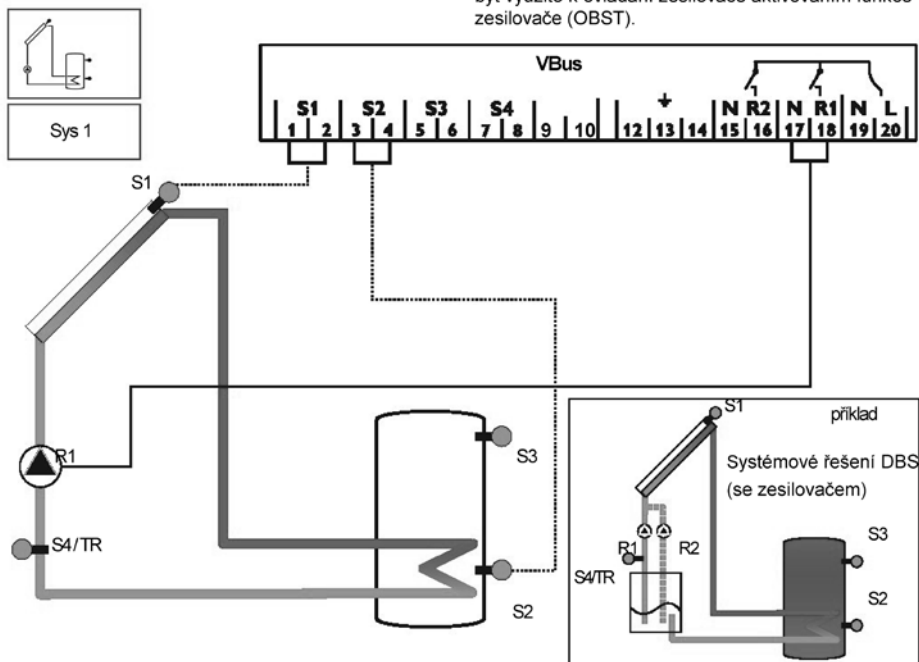 zesilovače (OBST).
Sys 1
VBus
S1 S2 S3 S4 N R2 N R1 N L
1 2 3 4 5 6 7 8 9 10 12 13 14 15 16 17 18 19 20
S1
R1
S4/TR
S3
S2
příklad
S1
Systémové řešení DBS
(se zesilovačem)
R1
R2
S4/TR
S3
S2